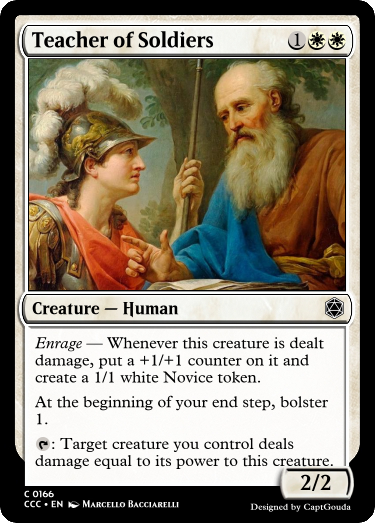 Teacher of Soldiers 1
Creature — Human
Enrage — Whenever this creature is dealt
damage, put a +1/+1 counter on it and
create a 1/1 white Novice token.
At the beginning of your end step, bolster
1.
: Target creature you control deals
damage equal to its power to this creature.
2/2
C 0166
CCC • EN Marcello Bacciarelli
Designed by CaptGouda